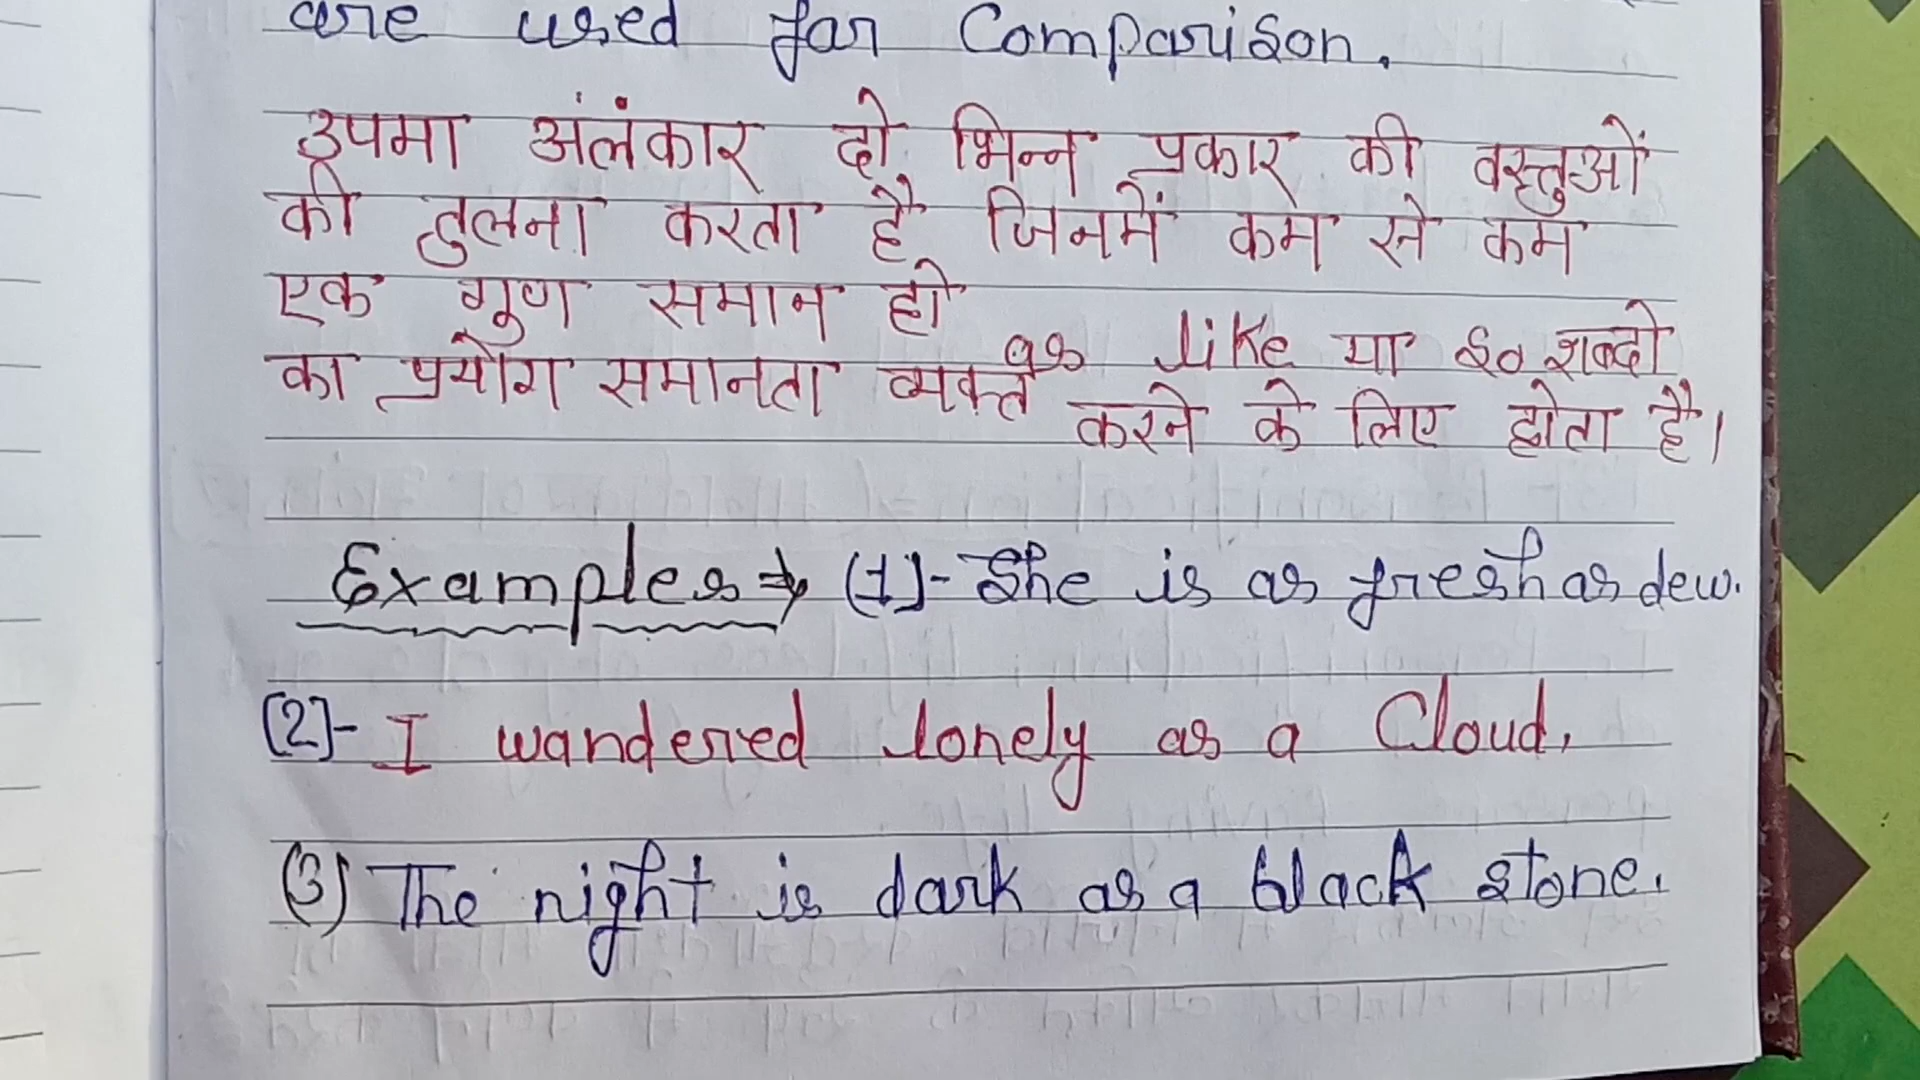 are used for Comparison.
उपमा अंलंकार दो भिन्न प्रकार की वस्तुओं
की तुलना करता है जिनमें कम से कम
एक गुण समान हो as like या so शब्दो
का प्रयोग समानता व्यक्त करने के लिए होता है।
Examples ⇒ (1)- She is as fresh as dew.
(2)- I wandered lonely as a Cloud,
(3) The night is dark as a black stone.